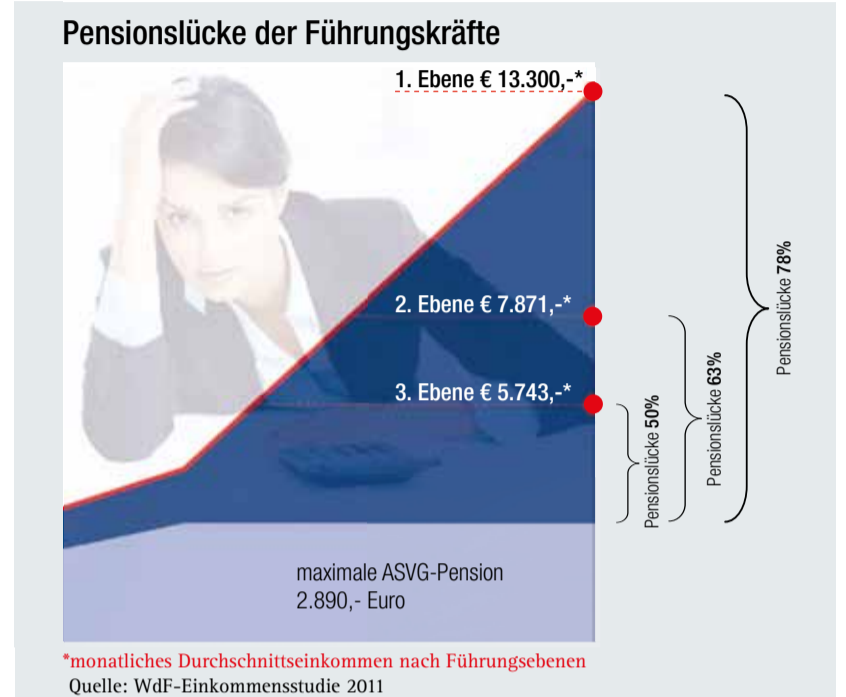 Pensionslücke der Führungskräfte
1. Ebene € 13.300,-*
2. Ebene € 7.871,-*
3. Ebene € 5.743,-*
Pensionslücke 50%
Pensionslücke 63%
Pensionslücke 78%
maximale ASVG-Pension
2.890,- Euro
*monatliches Durchschnittseinkommen nach Führungsebenen
Quelle: WdF-Einkommensstudie 2011